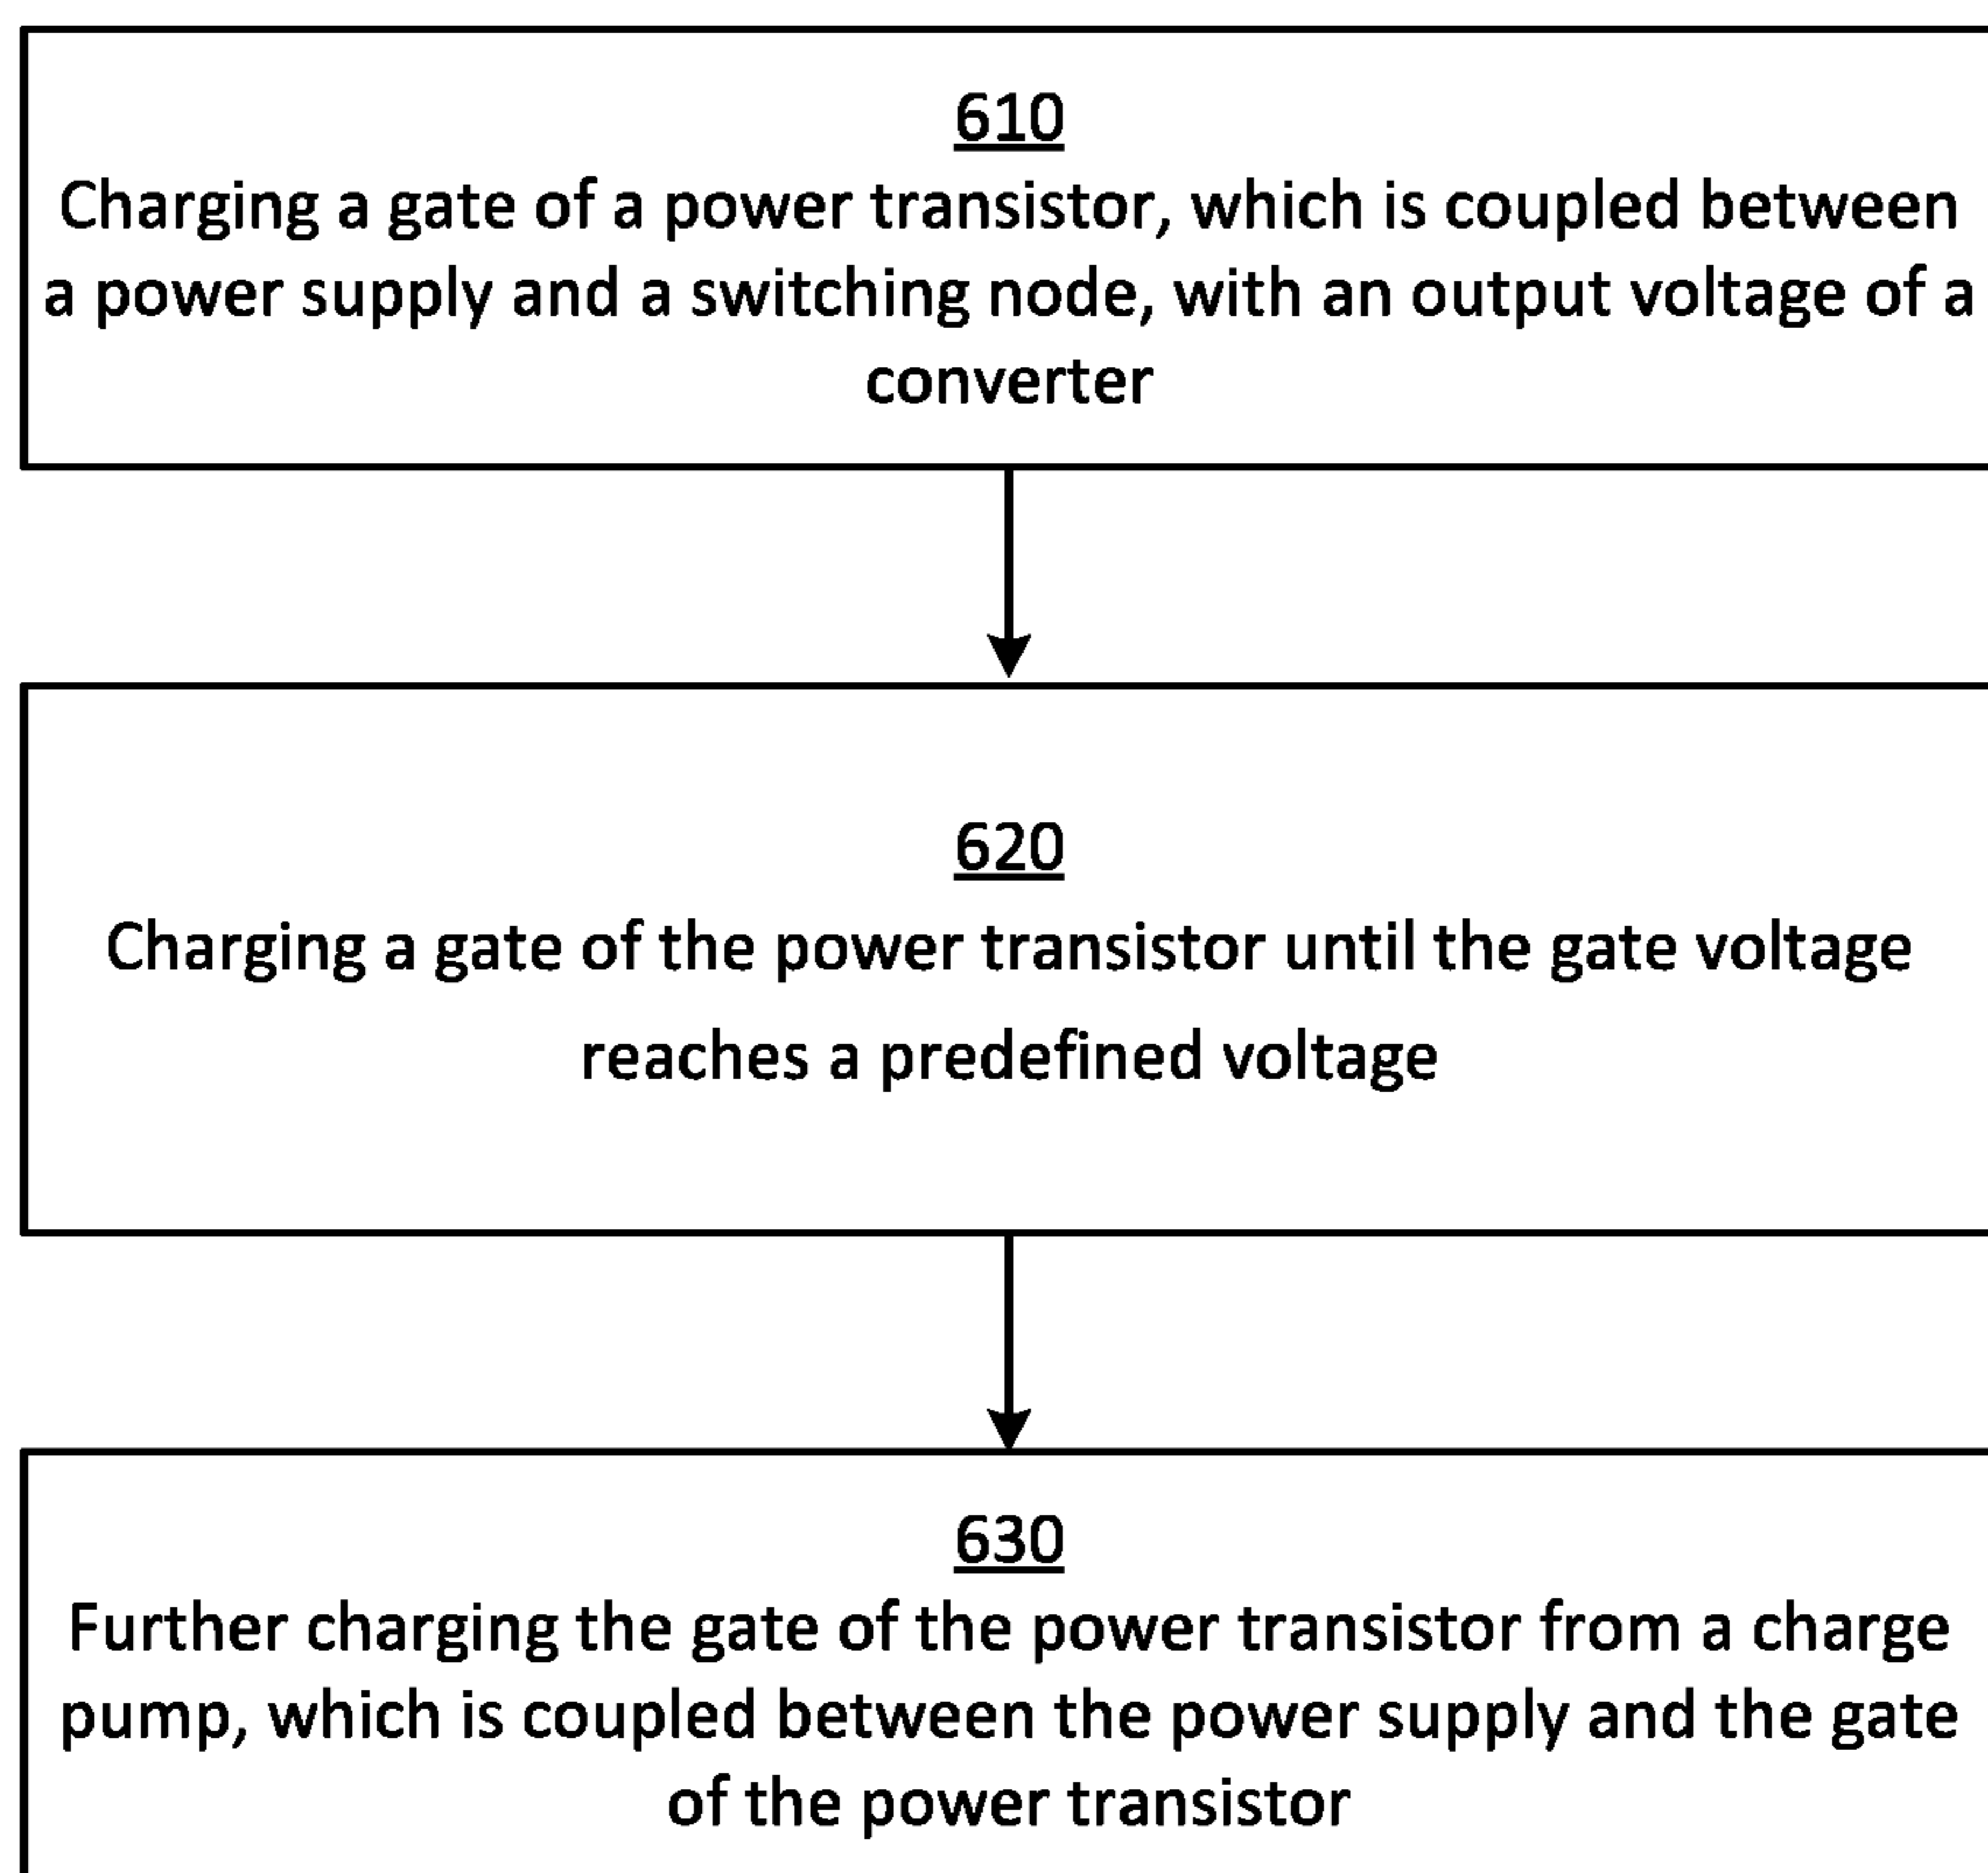 610
Charging a gate of a power transistor, which is coupled between
a power supply and a switching node, with an output voltage of a
converter
620
Charging a gate of the power transistor until the gate voltage
reaches a predefined voltage
630
Further charging the gate of the power transistor from a charge
pump, which is coupled between the power supply and the gate
of the power transistor